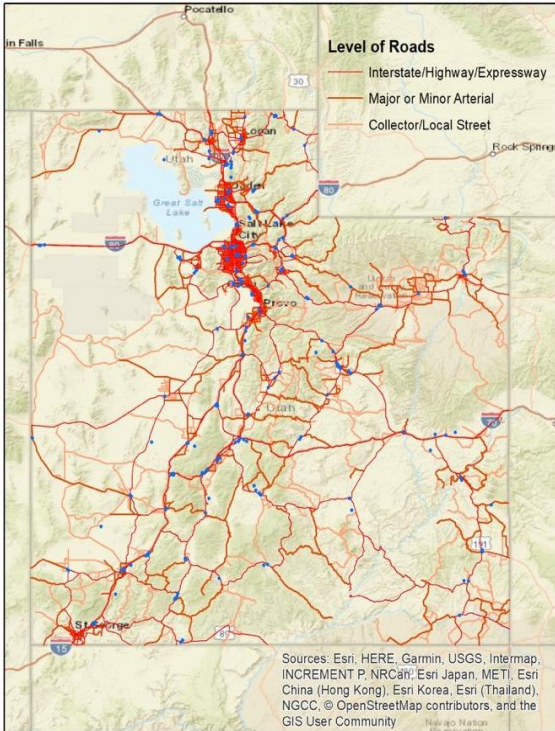 Pocatello
in Falls
Level of Roads
Interstate/Highway/Expressway
Major or Minor Arterial
Collector/Local Street
30
Rock Spring
80
Logan
Utah
Great Salt
Lake
Salt Lake
City
80
Provo
Utah
70
191
St George
15
89
Sources: Esri, HERE, Garmin, USGS, Intermap,
INCREMENT P, NRCan, Esri Japan, METI, Esri
China (Hong Kong), Esri Korea, Esri (Thailand),
NGCC, © OpenStreetMap contributors, and the
GIS User Community
Navajo Nation